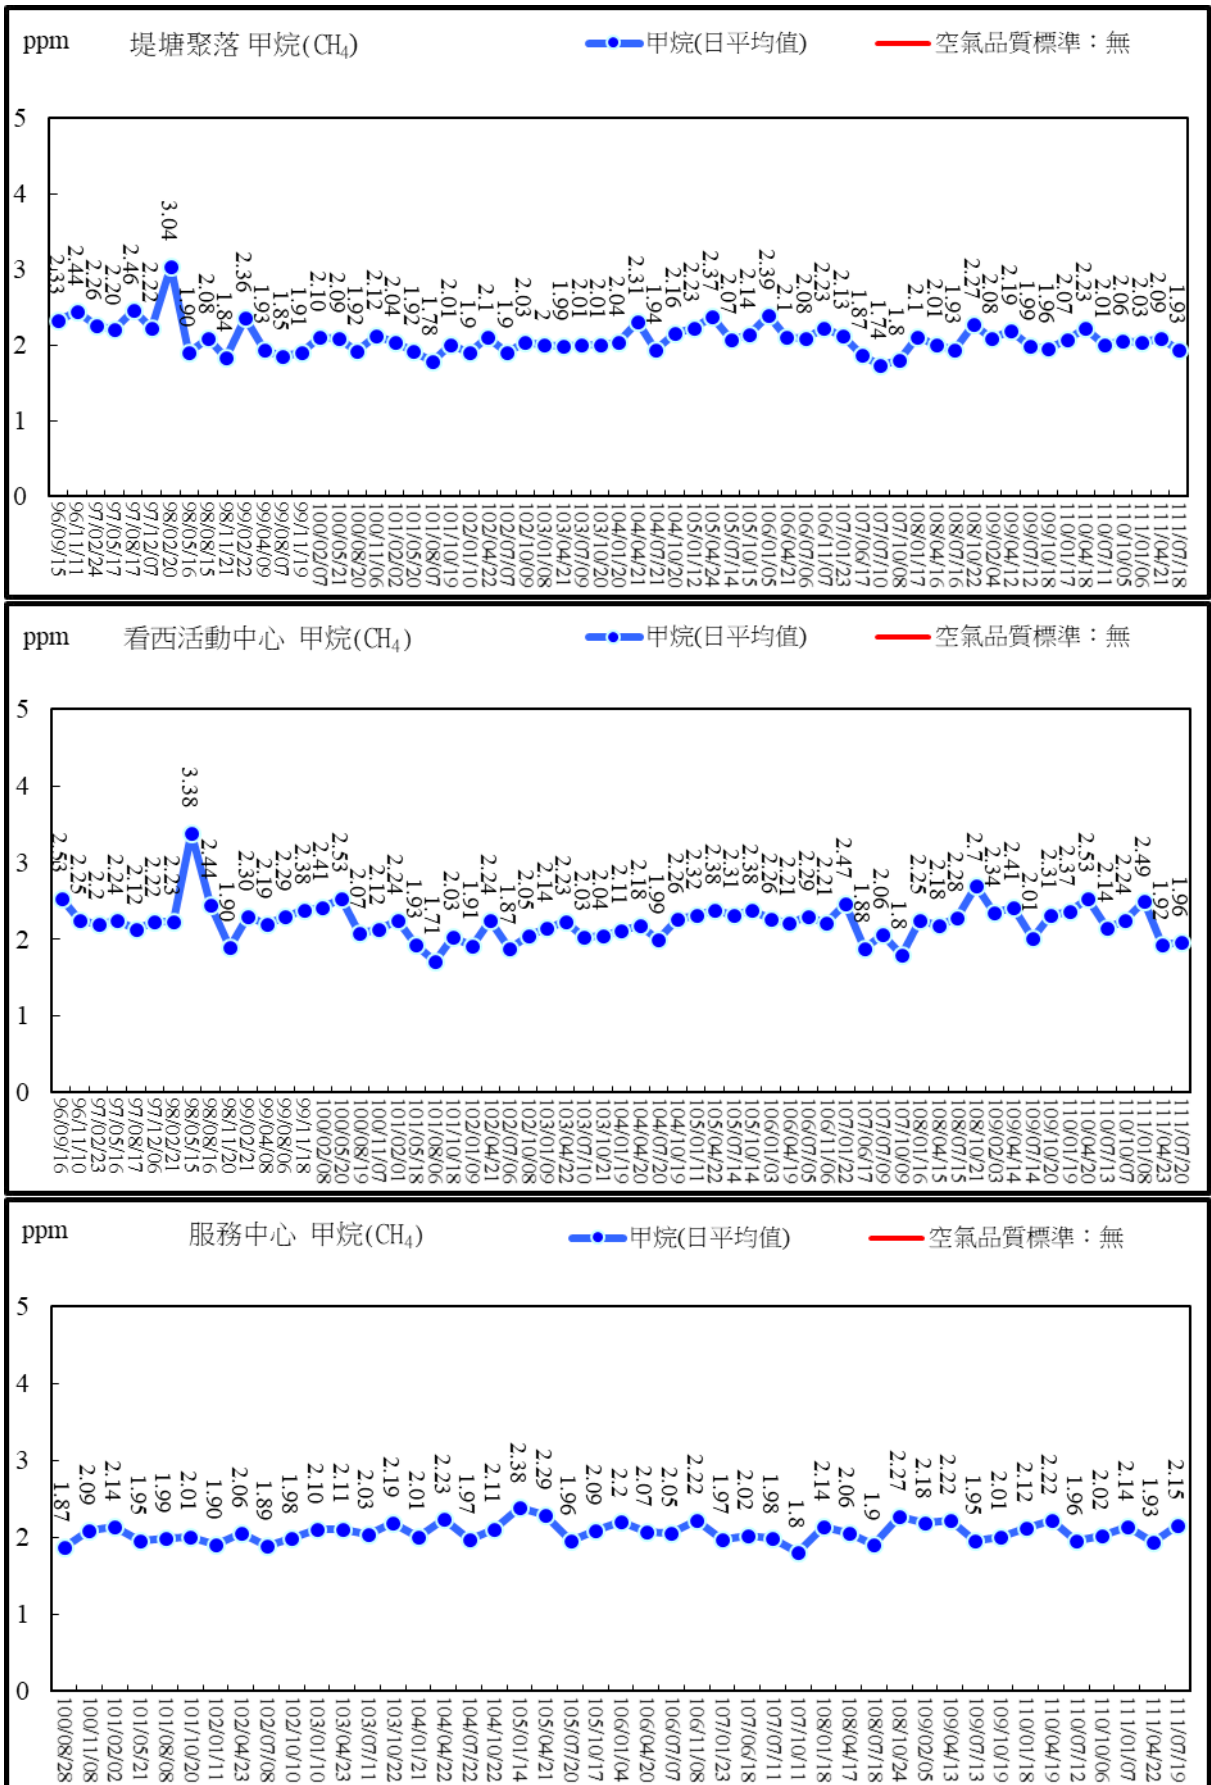 ppm 堤塘聚落 甲烷(CH₄) 甲烷(日平均值) 空氣品質標準：無
5
4
3
2
1
0
2.33 2.44 2.26 2.20 2.46 2.22 3.04 1.90 2.08 1.84 2.36 1.93 1.85 1.91 2.10 2.09 1.92 2.12 2.04 1.92 1.78 2.01 1.9 2.1 1.9 2.03 2 1.99 2.01 2.01 2.04 2.31 1.94 2.16 2.23 2.37 2.07 2.14 2.39 2.1 2.08 2.23 2.13 1.87 1.74 1.8 2.1 2.01 1.93 2.27 2.08 2.19 1.99 1.96 2.07 2.23 2.01 2.06 2.03 2.09 1.93
96/09/15 96/11/11 97/02/24 97/05/17 97/08/17 97/12/07 98/02/20 98/05/16 98/08/15 98/11/21 99/02/22 99/04/09 99/08/07 99/11/19 100/02/07 100/05/21 100/08/20 100/11/06 101/02/02 101/05/20 101/08/07 101/10/19 102/01/10 102/04/22 102/07/07 102/10/09 103/01/08 103/04/21 103/07/09 103/10/20 104/01/20 104/04/21 104/07/21 104/10/20 105/01/12 105/04/24 105/07/14 105/10/15 106/01/05 106/04/21 106/07/06 106/11/07 107/01/23 107/06/17 107/07/10 107/10/08 108/01/17 108/04/16 108/07/16 108/10/22 109/02/04 109/04/12 109/07/12 109/10/18 110/01/17 110/04/18 110/07/11 110/10/05 111/01/06 111/04/21 111/07/18
ppm 看西活動中心 甲烷(CH₄) 甲烷(日平均值) 空氣品質標準：無
5
4
3
2
1
0
2.53 2.25 2.2 2.24 2.12 2.22 2.23 3.38 2.44 1.90 2.30 2.19 2.29 2.38 2.41 2.53 2.07 2.12 2.24 1.93 1.71 2.03 1.91 2.24 1.87 2.05 2.14 2.23 2.03 2.04 2.11 2.18 1.99 2.26 2.32 2.38 2.31 2.38 2.26 2.21 2.29 2.21 2.47 1.88 2.06 1.8 2.25 2.18 2.28 2.7 2.34 2.41 2.01 2.31 2.37 2.53 2.14 2.24 2.49 1.92 1.96
96/09/16 96/11/10 97/02/23 97/05/16 97/08/17 97/12/06 98/02/21 98/05/15 98/08/16 98/11/20 99/02/21 99/04/08 99/08/06 99/11/18 100/02/08 100/05/20 100/08/19 100/11/07 101/02/01 101/05/18 101/08/06 101/10/18 102/01/09 102/04/21 102/07/06 102/10/08 103/01/09 103/04/22 103/07/10 103/10/21 104/01/19 104/04/20 104/07/20 104/10/19 105/01/11 105/04/22 105/07/14 105/10/14 106/01/03 106/04/19 106/07/05 106/11/06 107/01/22 107/06/17 107/07/09 107/10/09 108/01/16 108/04/15 108/07/15 108/10/21 109/02/03 109/04/14 109/07/14 109/10/20 110/01/19 110/04/20 110/07/13 110/10/07 111/01/08 111/04/23 111/07/20
ppm 服務中心 甲烷(CH₄) 甲烷(日平均值) 空氣品質標準：無
5
4
3
2
1
0
1.87 2.09 2.14 1.95 1.99 2.01 1.90 2.06 1.89 1.98 2.10 2.11 2.03 2.19 2.01 2.23 1.97 2.11 2.38 2.29 1.96 2.09 2.2 2.07 2.05 2.22 1.97 2.02 1.98 1.8 2.14 2.06 1.9 2.27 2.18 2.22 1.95 2.01 2.12 2.22 1.96 2.02 2.14 1.93 2.15
100/08/28 100/11/08 101/02/02 101/05/21 101/08/08 101/10/20 102/01/11 102/04/23 102/07/08 102/10/10 103/01/10 103/04/23 103/07/11 103/10/22 104/01/21 104/04/22 104/07/22 104/10/22 105/01/14 105/04/21 105/07/20 105/10/17 106/01/04 106/04/20 106/07/07 106/11/08 107/01/23 107/06/18 107/07/11 107/10/11 108/01/18 108/04/17 108/07/18 108/10/24 109/02/05 109/04/13 109/07/13 109/10/19 110/01/18 110/04/19 110/07/12 110/10/06 111/01/07 111/04/22 111/07/19